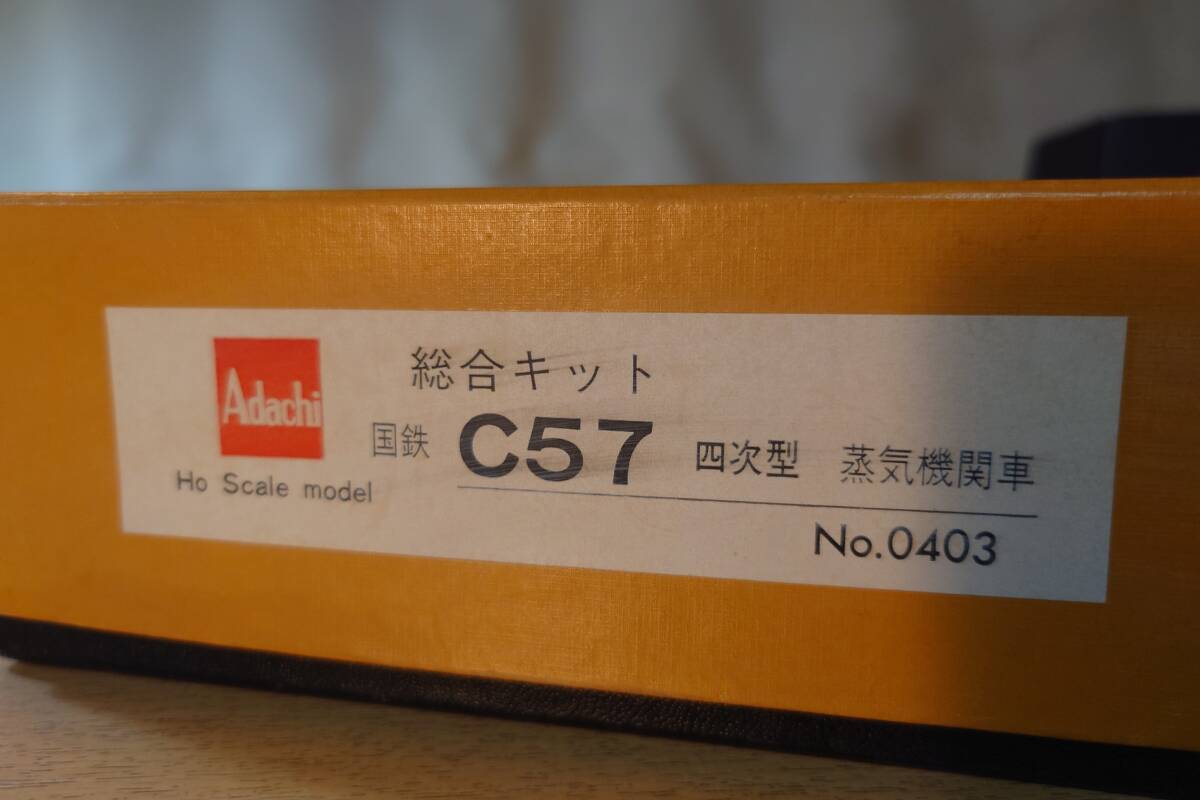 Adachi
Ho Scale model
総合キット
国鉄 C57 四次型 蒸気機関車
No.0403